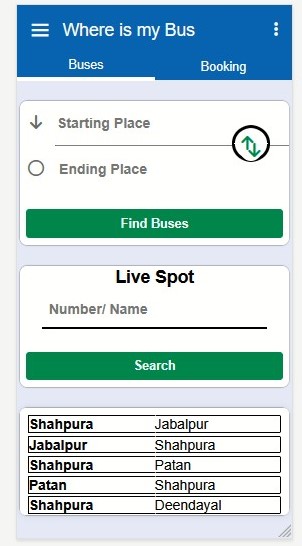 Where is my Bus
Buses Booking
Starting Place
Ending Place
Find Buses
Live Spot
Number/ Name
Search
Shahpura Jabalpur
Jabalpur Shahpura
Shahpura Patan
Patan Shahpura
Shahpura Deendayal